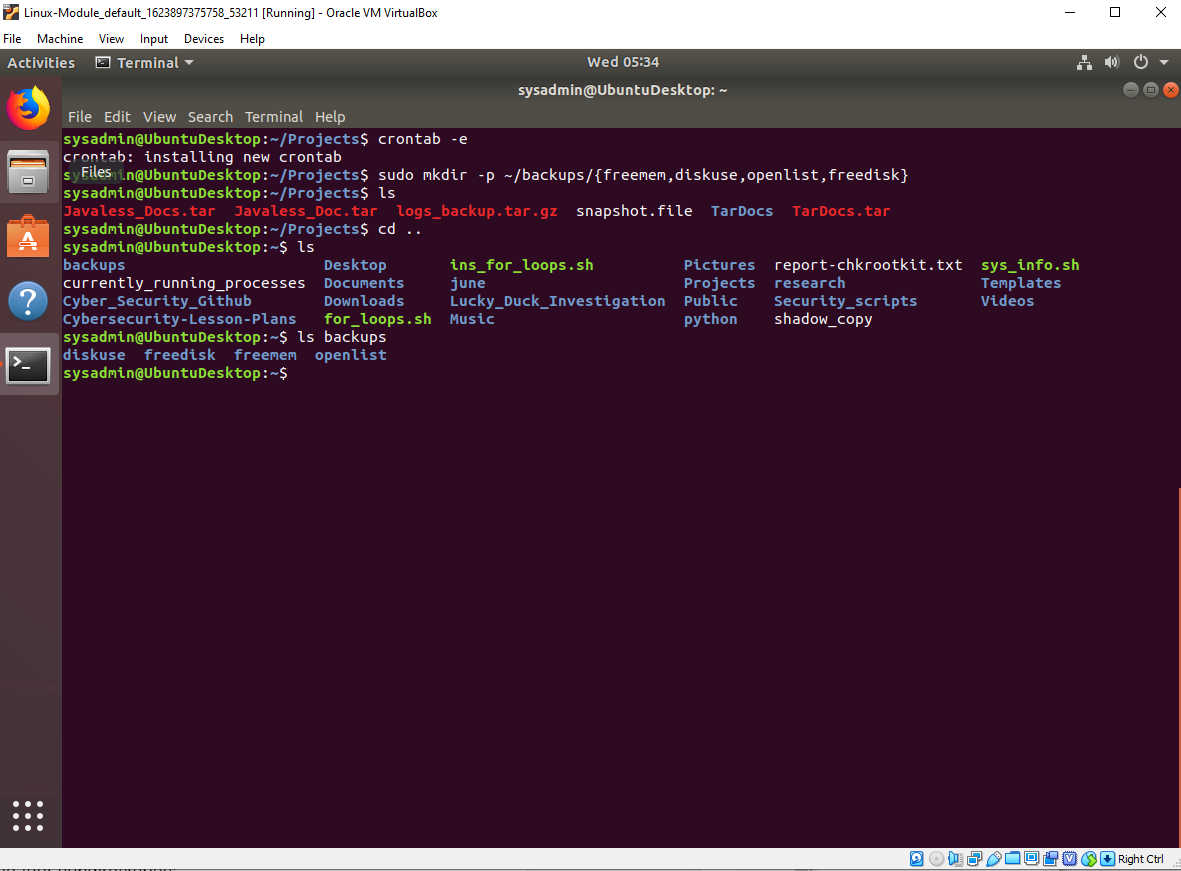 Linux-Module_default_1623897375758_53211 [Running] - Oracle VM VirtualBox
File Machine View Input Devices Help
Activities Terminal Wed 05:34
sysadmin@UbuntuDesktop: ~
File Edit View Search Terminal Help
sysadmin@UbuntuDesktop:~/Projects$ crontab -e
crontab: installing new crontab
Files
sysadmin@UbuntuDesktop:~/Projects$ sudo mkdir -p ~/backups/{freemem,diskuse,openlist,freedisk}
sysadmin@UbuntuDesktop:~/Projects$ ls
Javaless_Docs.tar Javaless_Doc.tar logs_backup.tar.gz snapshot.file TarDocs TarDocs.tar
sysadmin@UbuntuDesktop:~/Projects$ cd ..
sysadmin@UbuntuDesktop:~$ ls
backups Desktop ins_for_loops.sh Pictures report-chkrootkit.txt sys_info.sh
currently_running_processes Documents june Projects research Templates
Cyber_Security_Github Downloads Lucky_Duck_Investigation Public Security_scripts Videos
Cybersecurity-Lesson-Plans for_loops.sh Music python shadow_copy
sysadmin@UbuntuDesktop:~$ ls backups
diskuse freedisk freemem openlist
sysadmin@UbuntuDesktop:~$
Right Ctrl